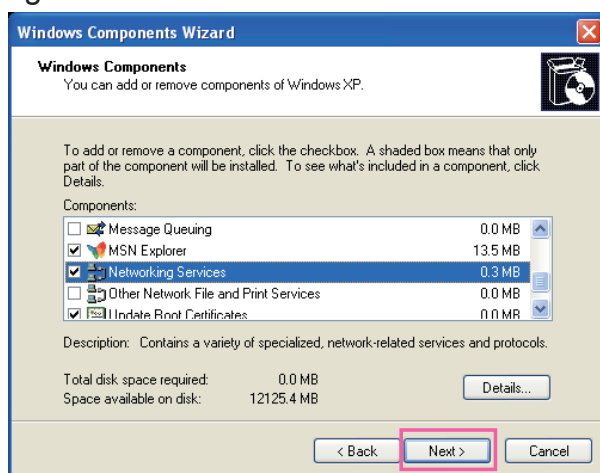 Windows Components Wizard
Windows Components
You can add or remove components of Windows XP.
To add or remove a component, click the checkbox. A shaded box means that only
part of the component will be installed. To see what's included in a component, click
Details.
Components:
Message Queuing 0.0 MB
MSN Explorer 13.5 MB
Networking Services 0.3 MB
Other Network File and Print Services 0.0 MB
Update Root Certificates 0.0 MB
Description: Contains a variety of specialized, network-related services and protocols.
Total disk space required: 0.0 MB
Space available on disk: 12125.4 MB
Details...
< Back Next > Cancel